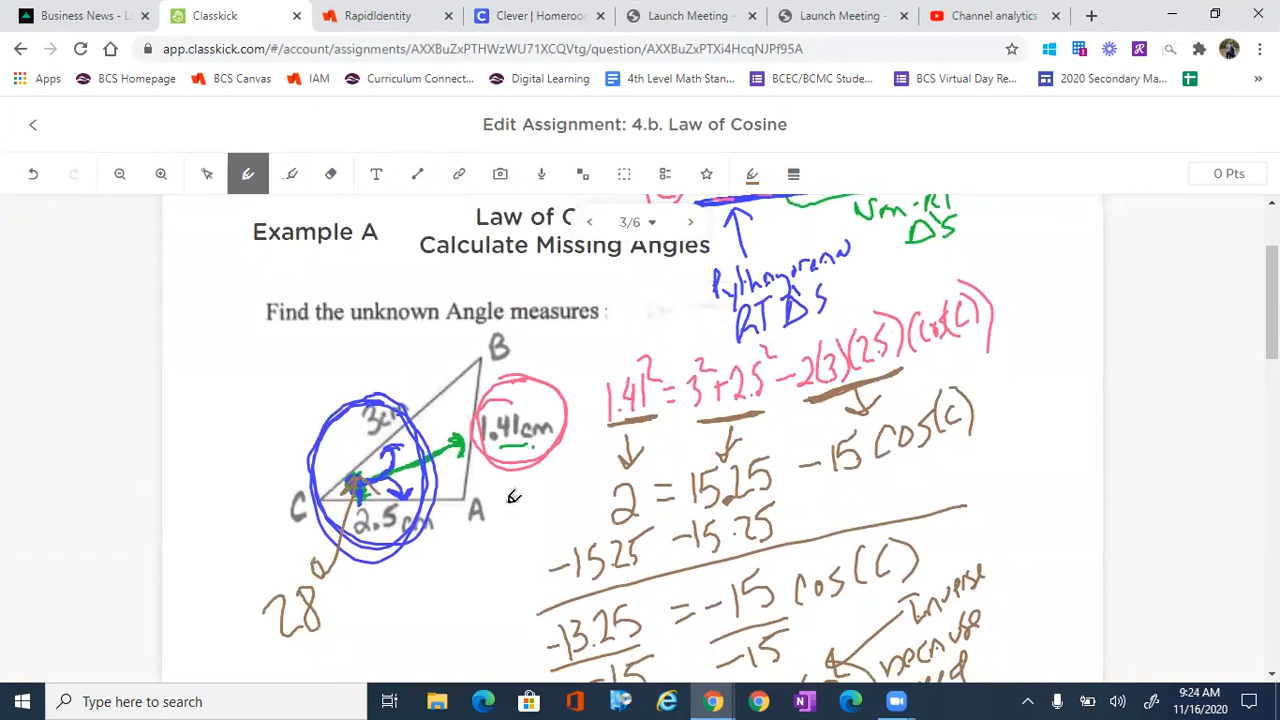 Business News - L
Classkick
RapidIdentity
Clever | Homeroom
Launch Meeting -
Launch Meeting -
Channel analytics
app.classkick.com/#/account/assignments/AXXBuZxPTHWzWU71XCQVtg/question/AXXBuZxPTXi4HcqNJPf95A
Apps
BCS Homepage
BCS Canvas
IAM
Curriculum Connect...
Digital Learning
4th Level Math Stan...
BCEC/BCMC Stude...
BCS Virtual Day Re...
2020 Secondary Ma...
»
Edit Assignment: 4.b. Law of Cosine
0 Pts
3/6
Example A
Law of C
Calculate Missing Angles
Non-RT
Δs
Pythagorean
RT Δs
Find the unknown Angle measures :
B
3cm
1.41cm
C
2.5cm
A
28
1.41² = 3² + 2.5² - 2(3)(2.5)(cos(C))
2 = 15.25 - 15 cos(C)
-15.25 -15.25
-13.25 = -15 cos(C)
-15 -15
Inverse
because
Type here to search
9:24 AM
11/16/2020